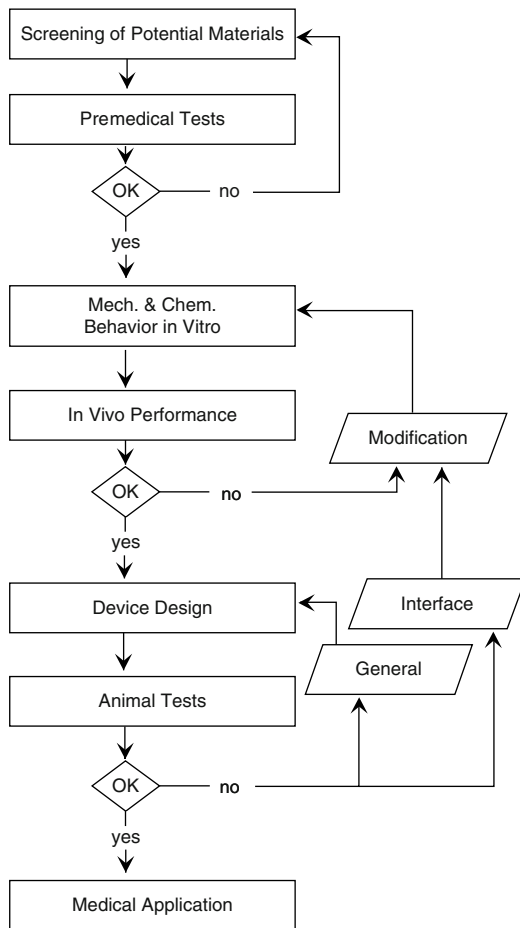 Screening of Potential Materials
Premedical Tests
OK
no
yes
Mech. & Chem.
Behavior in Vitro
In Vivo Performance
Modification
OK
no
yes
Device Design
Interface
General
Animal Tests
OK
no
yes
Medical Application